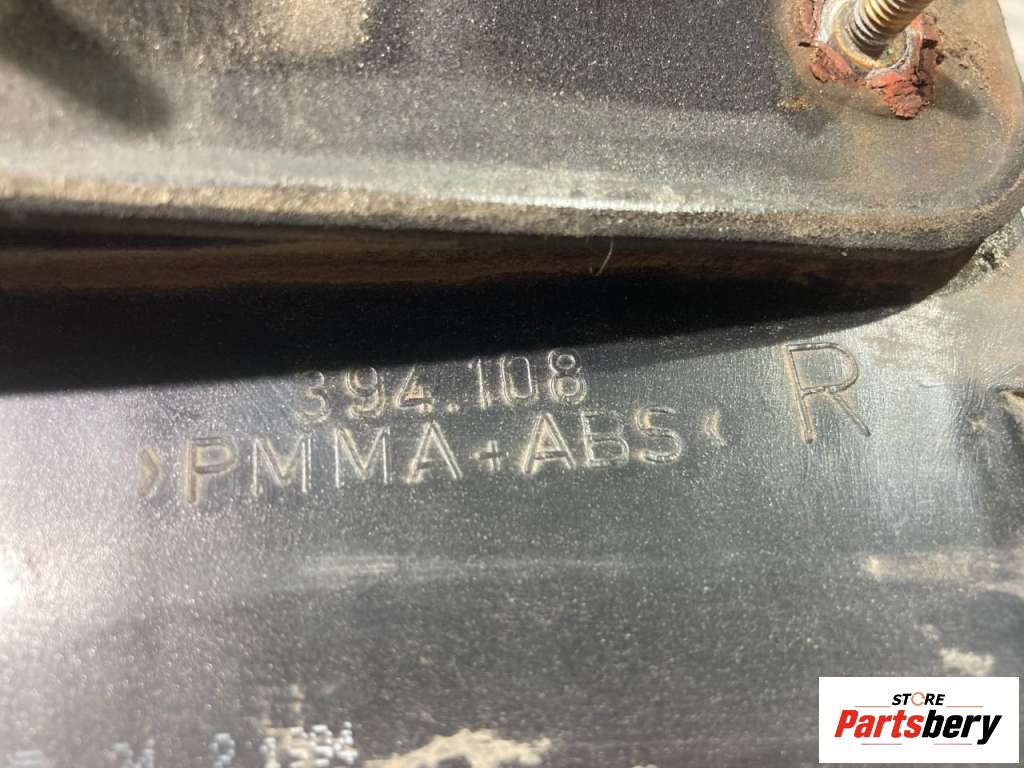 394.108
>PMMA+ABS<
R
STORE
Partsbery